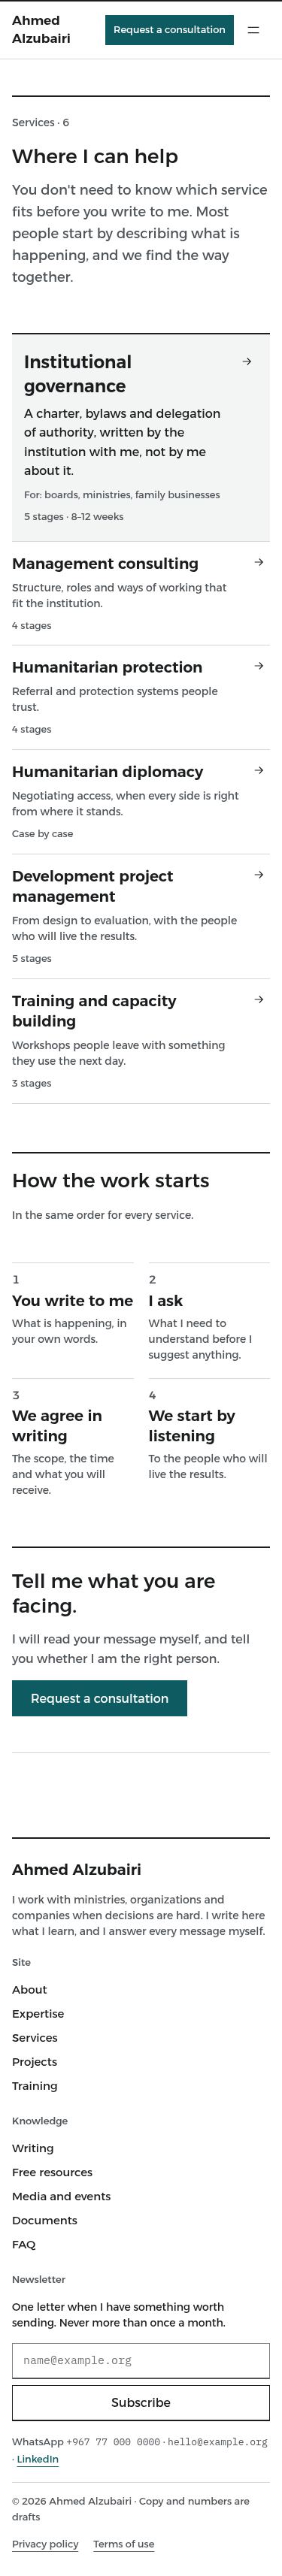 Ahmed
Alzubairi
Request a consultation
Services · 6
Where I can help
You don't need to know which service
fits before you write to me. Most
people start by describing what is
happening, and we find the way
together.
Institutional
governance
→
A charter, bylaws and delegation
of authority, written by the
institution with me, not by me
about it.
For: boards, ministries, family businesses
5 stages · 8–12 weeks
Management consulting →
Structure, roles and ways of working that
fit the institution.
4 stages
Humanitarian protection →
Referral and protection systems people
trust.
4 stages
Humanitarian diplomacy →
Negotiating access, when every side is right
from where it stands.
Case by case
Development project →
management
From design to evaluation, with the people
who will live the results.
5 stages
Training and capacity →
building
Workshops people leave with something
they use the next day.
3 stages
How the work starts
In the same order for every service.
1
You write to me
What is happening, in
your own words.
2
I ask
What I need to
understand before I
suggest anything.
3
We agree in
writing
The scope, the time
and what you will
receive.
4
We start by
listening
To the people who will
live the results.
Tell me what you are
facing.
I will read your message myself, and tell
you whether I am the right person.
Request a consultation
Ahmed Alzubairi
I work with ministries, organizations and
companies when decisions are hard. I write here
what I learn, and I answer every message myself.
Site
About
Expertise
Services
Projects
Training
Knowledge
Writing
Free resources
Media and events
Documents
FAQ
Newsletter
One letter when I have something worth
sending. Never more than once a month.
name@example.org
Subscribe
WhatsApp +967 77 000 0000 · hello@example.org
· LinkedIn
© 2026 Ahmed Alzubairi · Copy and numbers are
drafts
Privacy policy Terms of use